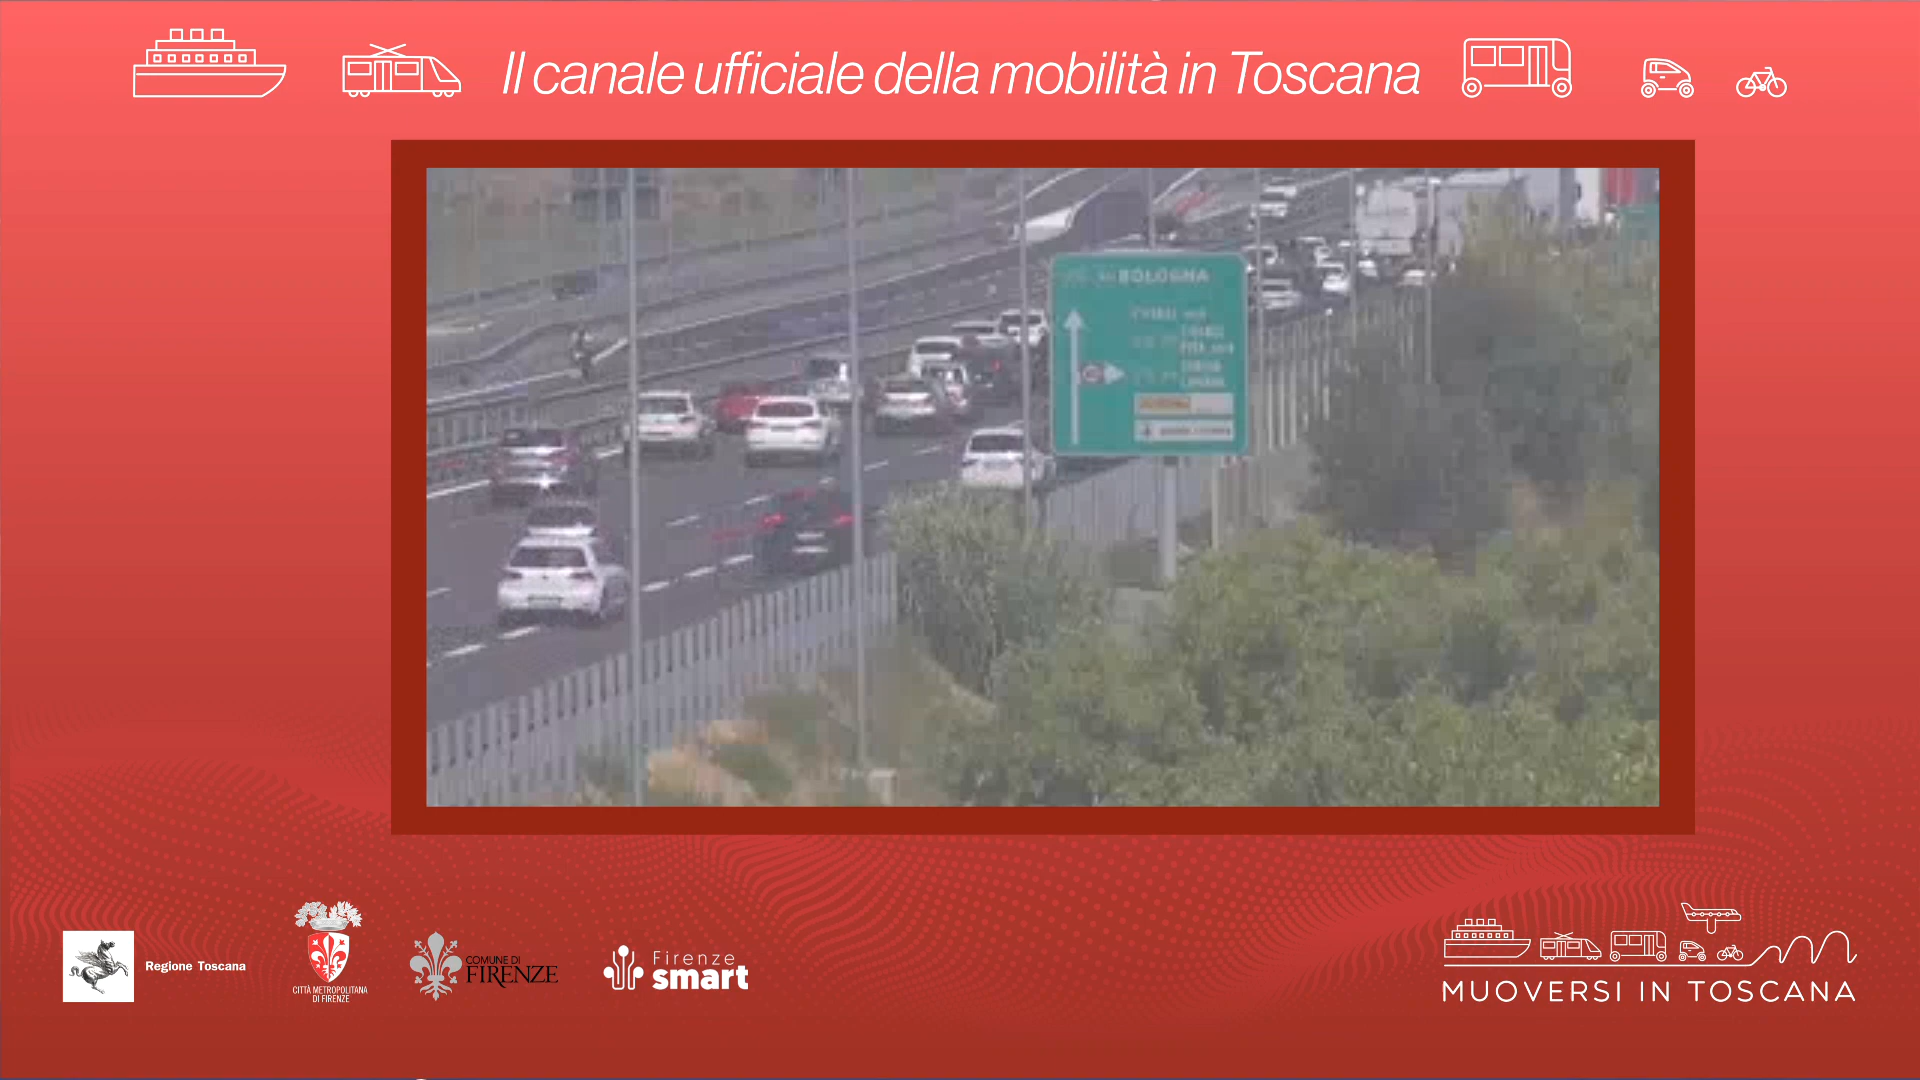 Il canale ufficiale della mobilità in Toscana
BOLOGNA
Regione Toscana
CITTÀ METROPOLITANA
DI FIRENZE
COMUNE DI
FIRENZE
Firenze
smart
MUOVERSI IN TOSCANA